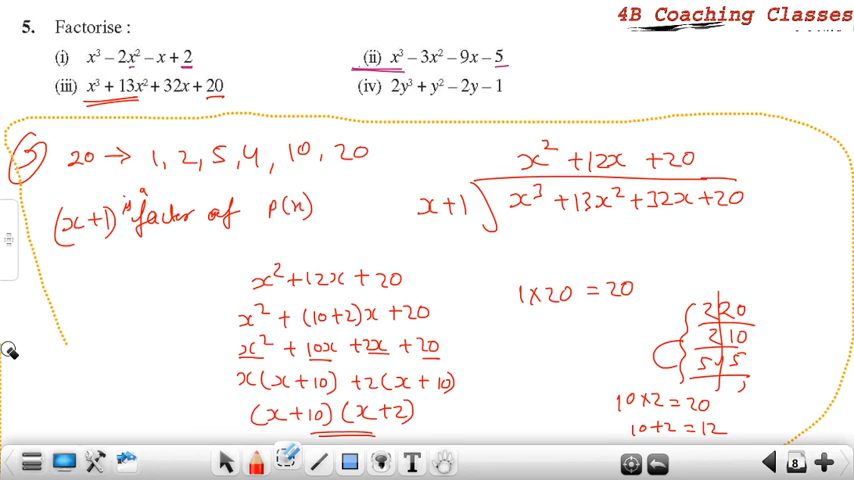 4B Coaching Classes
5. Factorise :
(i) x³ – 2x² – x + 2
(ii) x³ – 3x² – 9x – 5
(iii) x³ + 13x² + 32x + 20
(iv) 2y³ + y² – 2y – 1
3) 20 → 1, 2, 5, 4, 10, 20
(x+1) is a factor of p(x)
x² + 12x + 20
x+1 √ x³ + 13x² + 32x + 20
x² + 12x + 20
x² + (10+2)x + 20
x² + 10x + 2x + 20
x(x+10) + 2(x+10)
(x+10)(x+2)
1 × 20 = 20
2 | 20
2 | 10
5 | 5
1
10 × 2 = 20
10 + 2 = 12
T
8